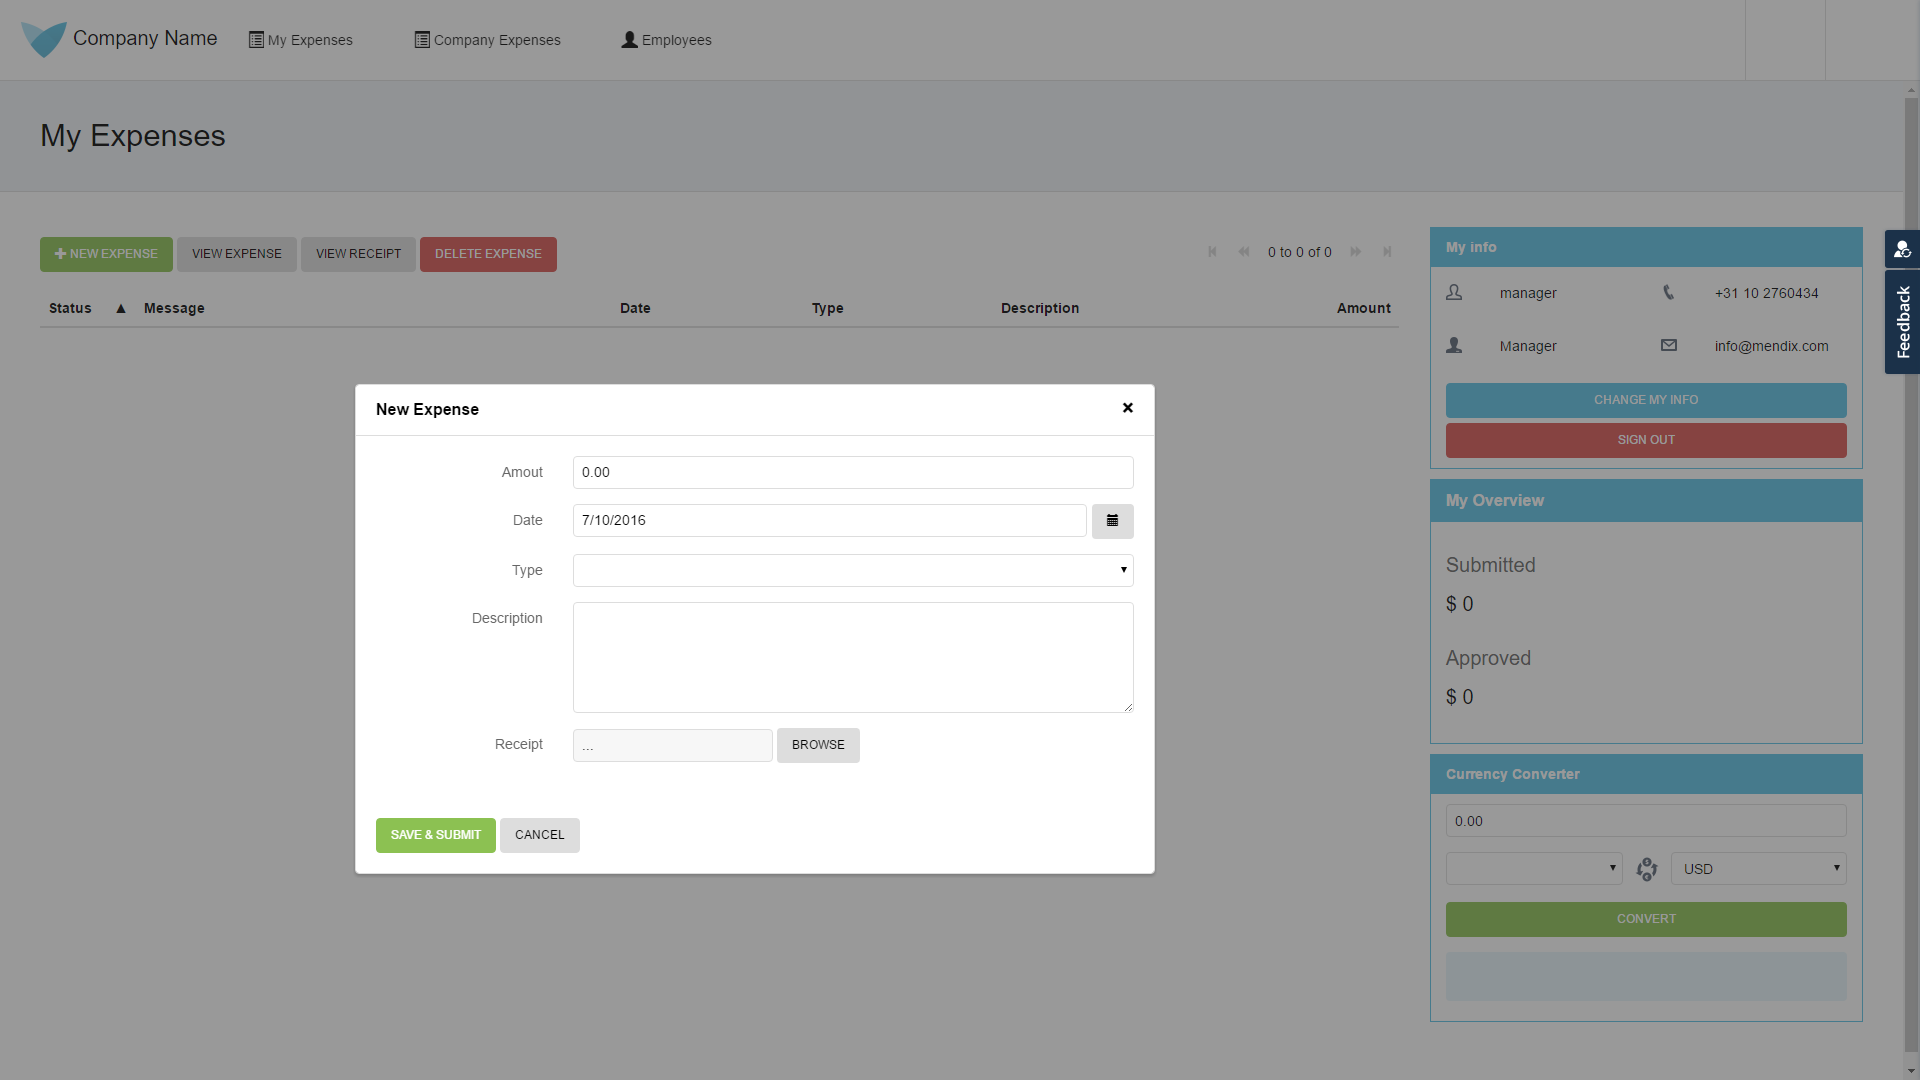 Company Name My Expenses Company Expenses Employees
My Expenses
NEW EXPENSE VIEW EXPENSE VIEW RECEIPT DELETE EXPENSE 0 to 0 of 0
Status ▲ Message Date Type Description Amount
New Expense ×
Amout 0.00
Date 7/10/2016
Type
Description
Receipt ... BROWSE
SAVE & SUBMIT CANCEL
My info
manager +31 10 2760434
Manager info@mendix.com
CHANGE MY INFO
SIGN OUT
My Overview
Submitted
$ 0
Approved
$ 0
Currency Converter
0.00
USD
CONVERT
Feedback